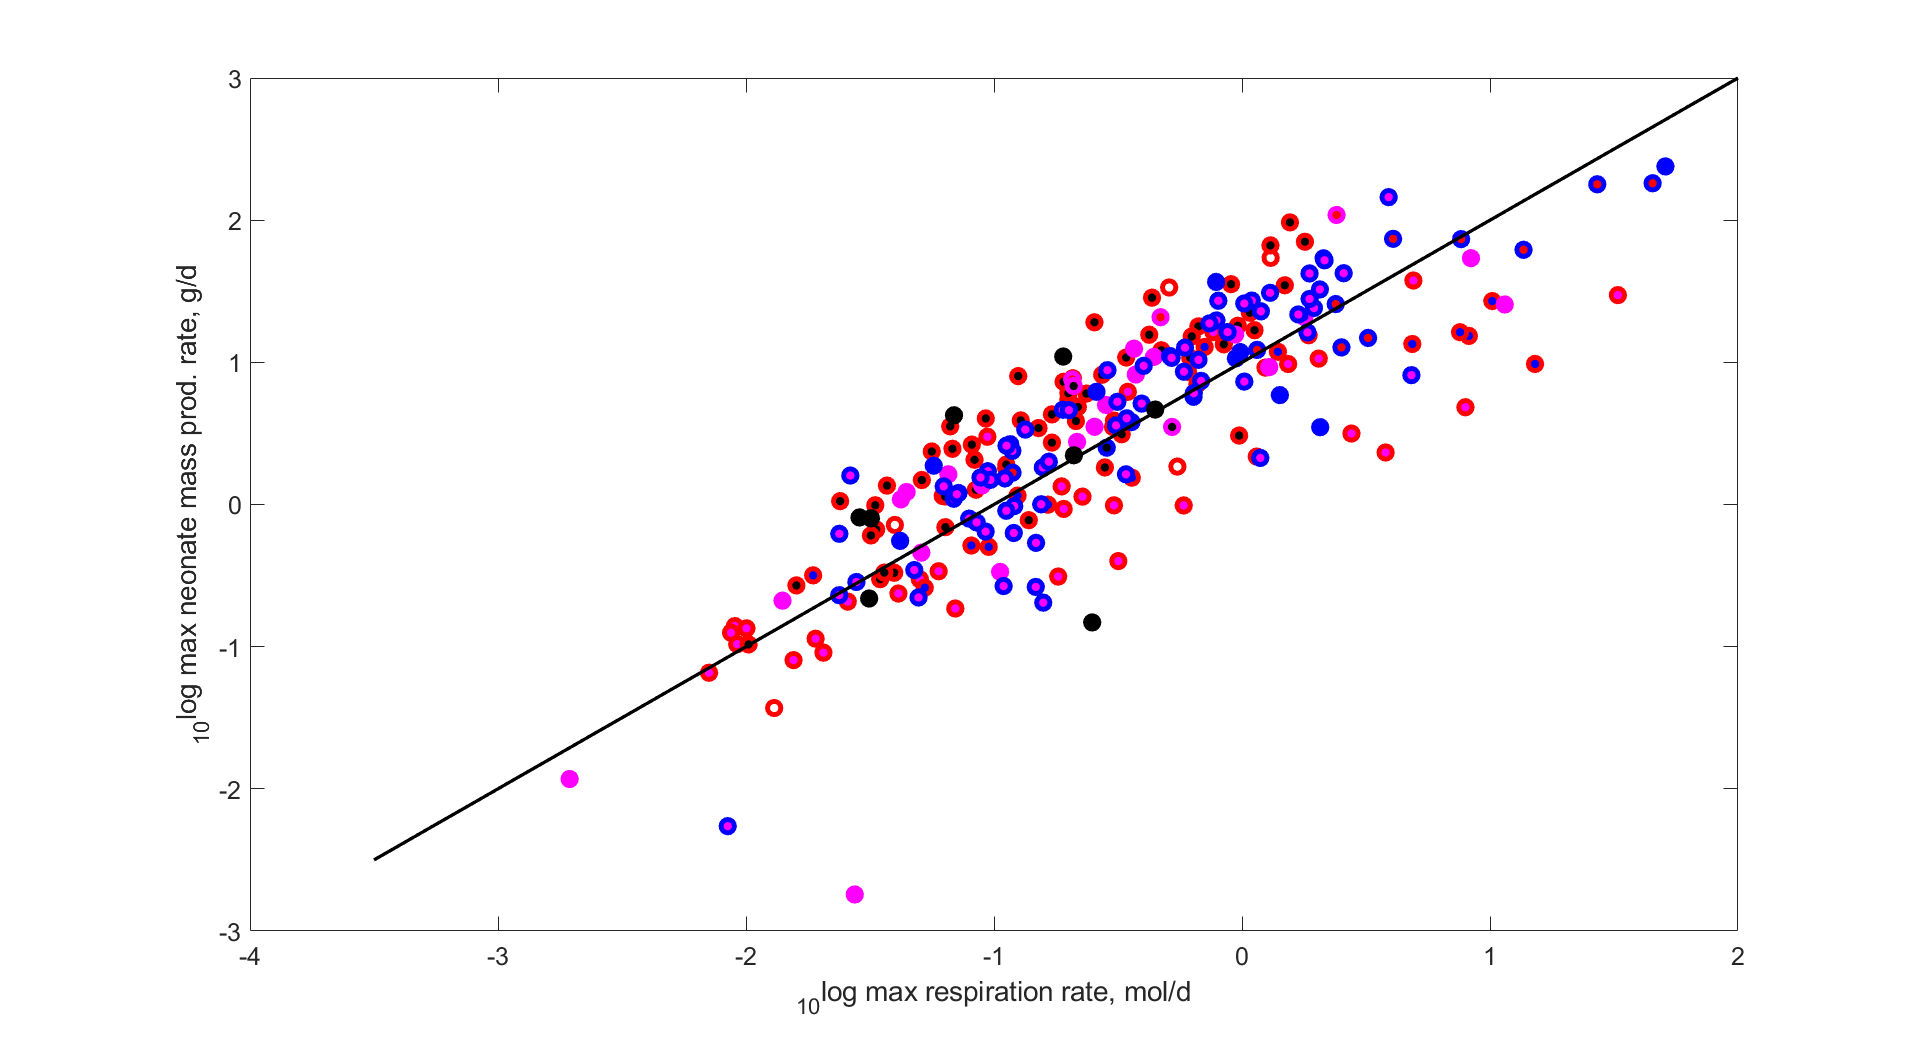 3
2
1
0
-1
-2
-3
-4 -3 -2 -1 0 1 2
10log max neonate mass prod. rate, g/d
10log max respiration rate, mol/d